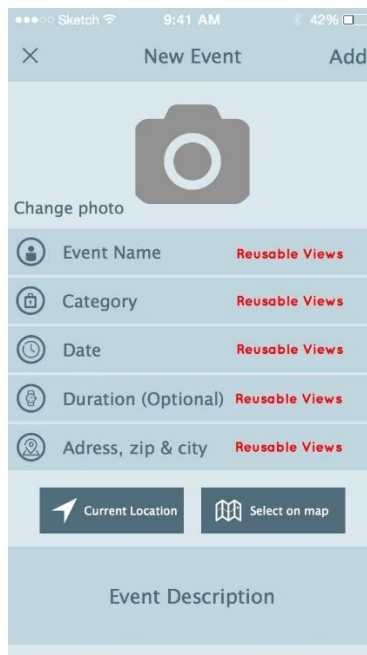 Sketch 9:41 AM 42%
New Event Add
Change photo
Event Name Reusable Views
Category Reusable Views
Date Reusable Views
Duration (Optional) Reusable Views
Adress, zip & city Reusable Views
Current Location Select on map
Event Description